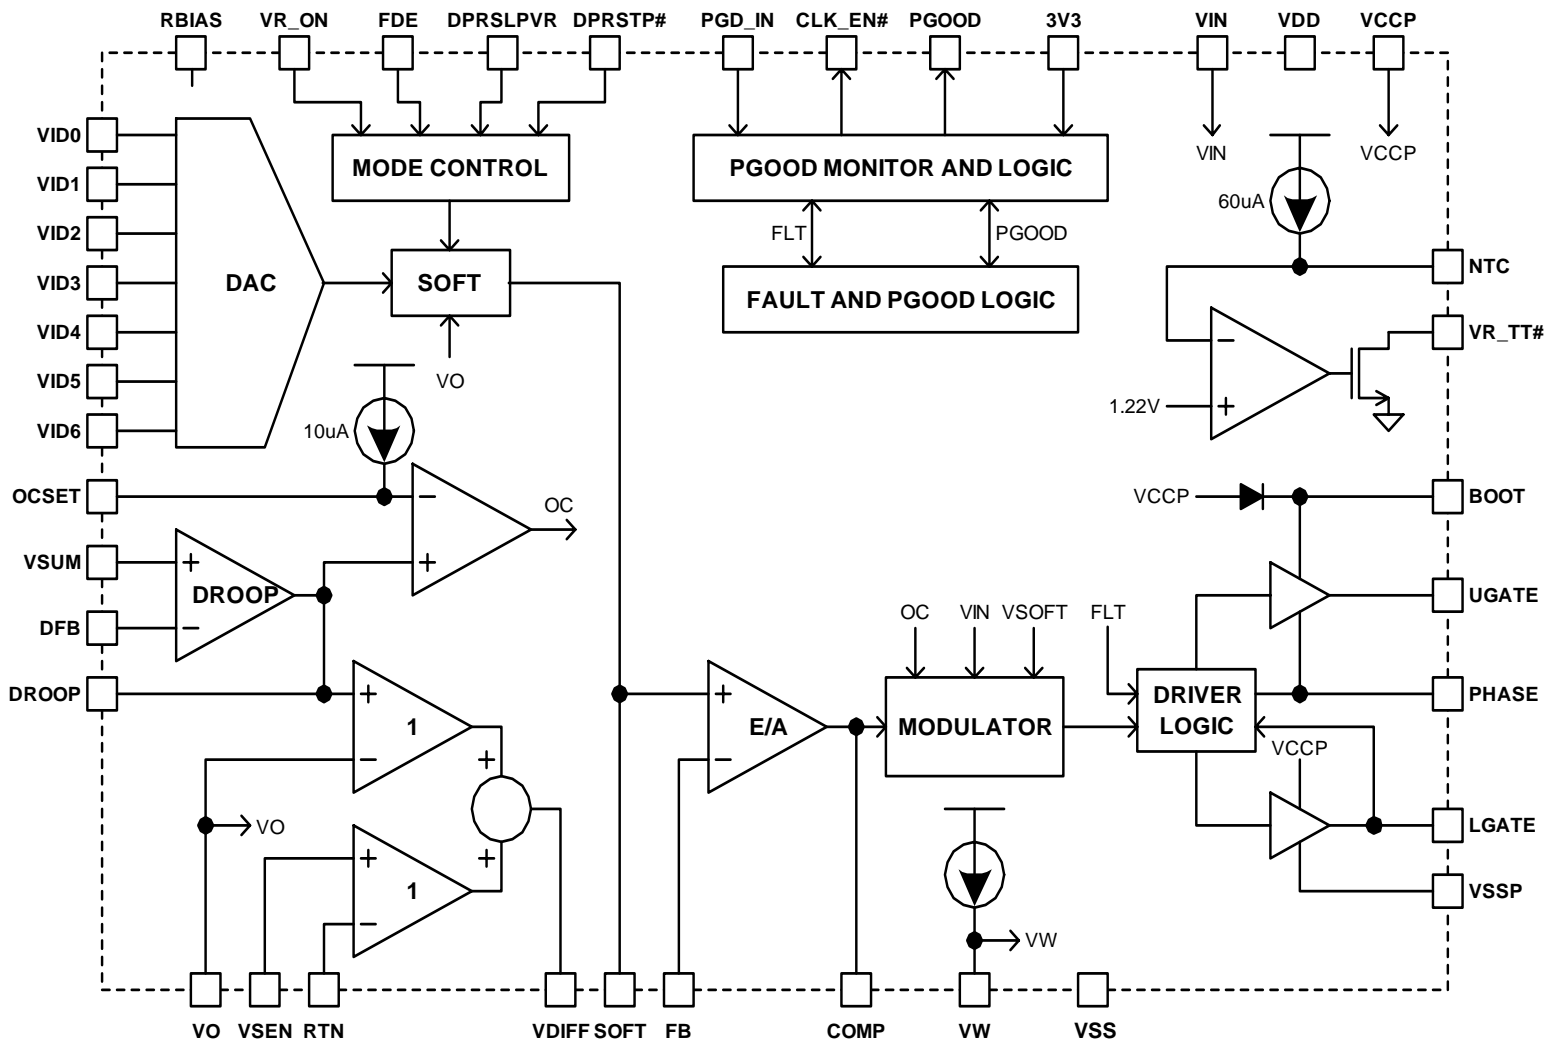 RBIAS VR_ON FDE DPRSLPVR DPRSTP# PGD_IN CLK_EN# PGOOD 3V3 VIN VDD VCCP
VID0
VID1
VID2
VID3
VID4
VID5
VID6
DAC
MODE CONTROL
SOFT
VO
PGOOD MONITOR AND LOGIC
FLT
PGOOD
FAULT AND PGOOD LOGIC
VIN
VCCP
60uA
NTC
VR_TT#
−
+
1.22V
10uA
OCSET
−
+
OC
VSUM
DFB
+
−
DROOP
DROOP
+
−
1
+
VO
+
−
1
+
+
−
E/A
OC
VIN
VSOFT
MODULATOR
FLT
DRIVER
LOGIC
VCCP
BOOT
UGATE
PHASE
VCCP
LGATE
VSSP
VW
VO VSEN RTN VDIFF SOFT FB COMP VW VSS